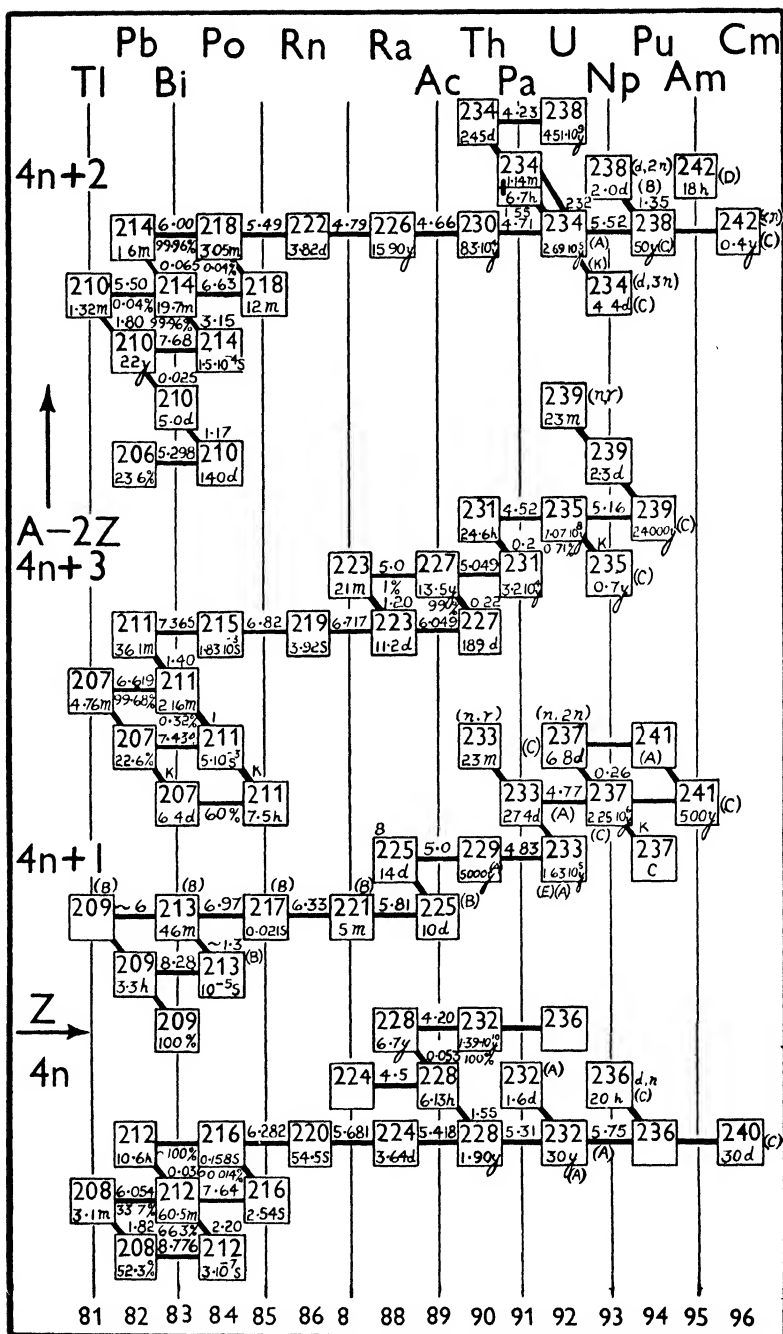 Pb Po Rn Ra Th U Pu Cm
Tl Bi Ac Pa Np Am
234 4·23 238
245d 451·10⁹y
4n+2
234 238 (d,2n) 242 (D)
1·14m 2·0d (B) 18h
6·7h 232 1·35
·55
214 6·00 218 5·49 222 4·79 226 4·66 230 4·71 234 5·52 238 242
1·6m 99·96% 3·05m 3·82d 1590y 83·10³y 2·69 10⁵y (A) 50y(C) 0·4y (C)
0·065 0·04% (K)
210 5·50 214 6·63 218 234 (d,3n)
1·32m 0·04% 19·7m 12m 4·4d (C)
1·80 99·96% 3·15
210 7·68 214
22y 1·5·10⁻⁴s
0·025
210 239 (n,r)
5·0d 23m
1·17
206 5·298 210 239
23·6% 140d 2·3d
A-2Z
231 4·52 235 5·16 239
24·6h 1·07 10⁸ 24000y (C)
0·2 0·71% K
4n+3
223 5·0 227 5·049 231 235
21m 1% 13·5y 3·2 10⁴y 0·7y (C)
1·20 99% 0·22
211 7·365 215 6·82 219 6·717 223 6·049 227
36·1m 1·83 10⁻³s 3·92s 11·2d 189d
1·40
207 6·619 211
4·76m 99·68% 2·16m
0·32%
(n,r) (n,2n)
207 7·430 211 233 (C) 237 241
22·6% 5·10⁻³s 23m 6·8d (A)
K K 0·26
207 211 233 4·77 237 241 (C)
6·4d 60% 7·5h 27·4d (A) 2·25 10⁶y 500y
(C) K
4n+1
B
225 5·0 229 4·83 233 237
14d 5000y 1·63 10⁵y C
(E)(A)
(B) (B) (B) (B) (B)
209 ~6 213 6·97 217 6·33 221 5·81 225
46m 0·021s 5m 10d
~1·3
209 8·28 213 (B)
3·3h 10⁻⁵s
209
100%
Z
228 4·20 232 236
6·7y 1·39·10¹⁰y
0·053 100%
4n
224 4·5 228 232 (A) 236 d,n
6·13h 1·6d 20h (C)
1·55
212 216 6·282 220 5·681 224 5·418 228 5·31 232 5·75 236 240 (C)
10·6h ~100% 0·158s 54·5s 3·64d 1·90y 30y (A) 30d
0·036 0·014% (A)
208 6·054 212 7·64 216
3·1m 33·7% 60·5m 2·54s
1·82 66·3% 2·20
208 8·776 212
52·3% 3·10⁻⁷s
81 82 83 84 85 86 8 88 89 90 91 92 93 94 95 96